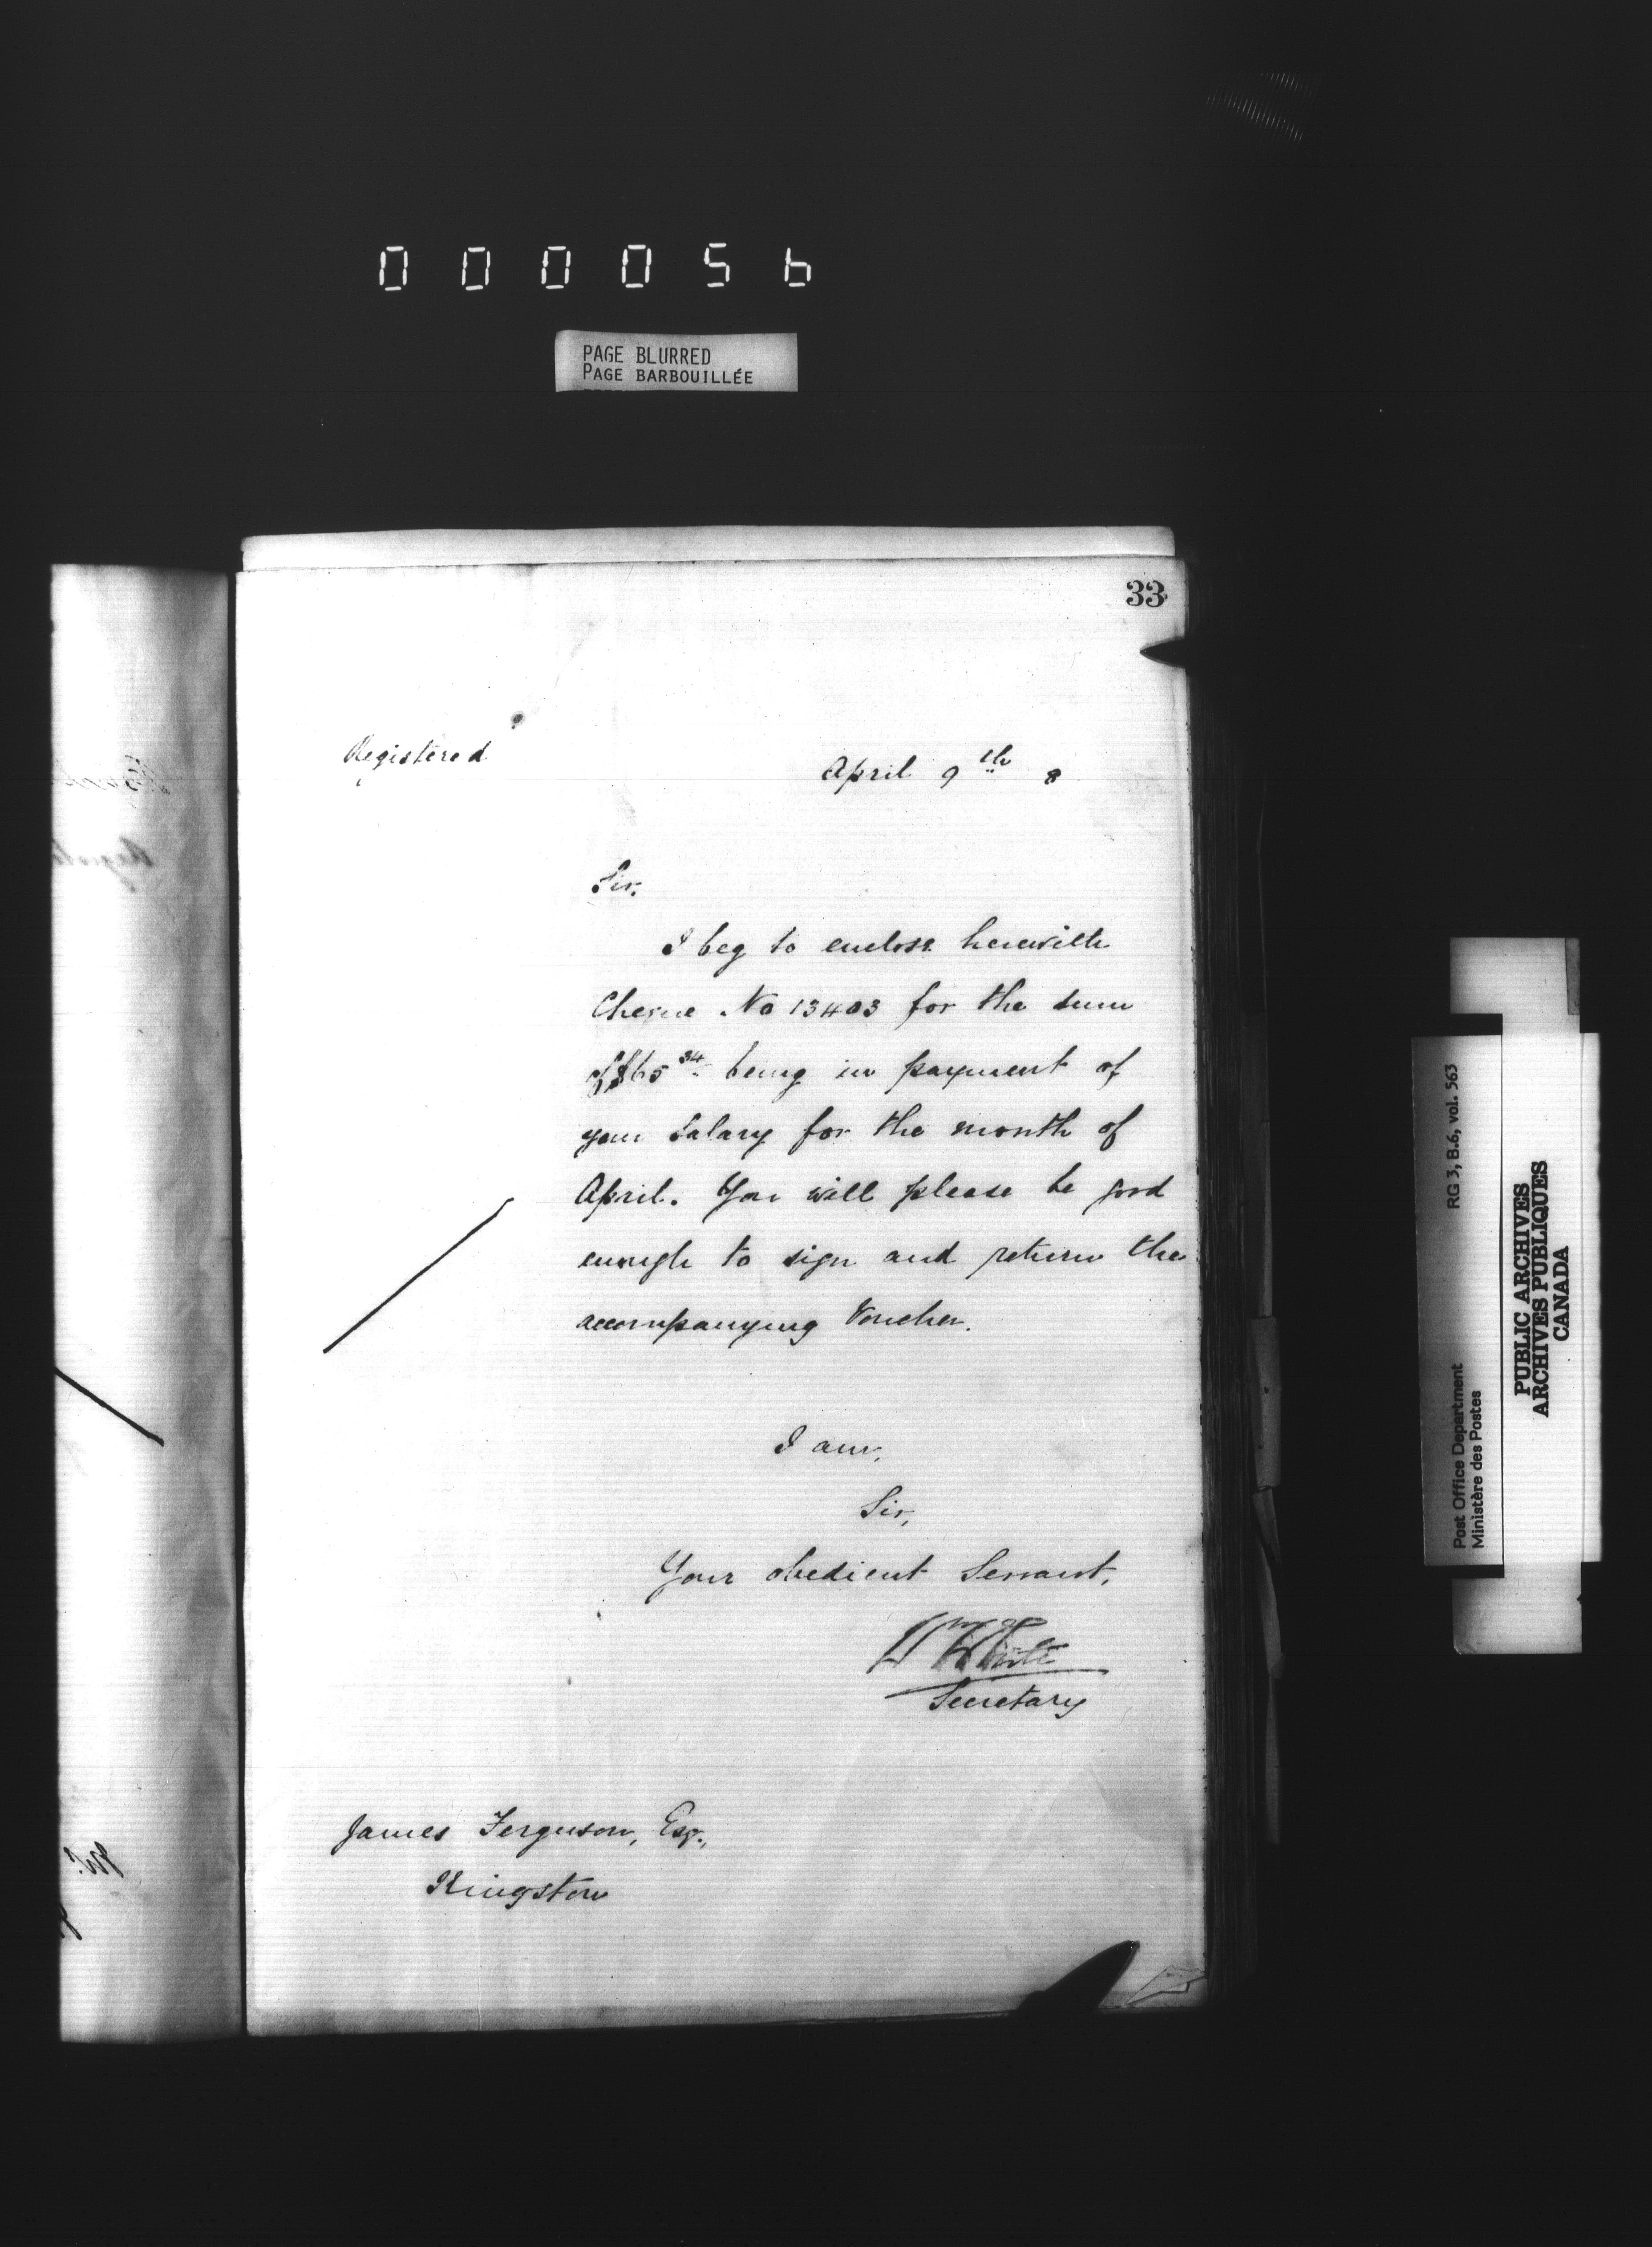 000056
PAGE BLURRED
PAGE BARBOUILLÉE
33
Registered
April 9th 8
Sir,
I beg to enclose herewith
Cheque No 13403 for the sum
of $65 34 being in payment of
your Salary for the month of
April. You will please be good
enough to sign and return the
accompanying Voucher.
I am,
Sir,
Your obedient Servant,
Wm White
Secretary
James Ferguson, Esq.,
Kingston
RG 3, B.6, vol. 563
Post Office Department
Ministère des Postes
PUBLIC ARCHIVES
ARCHIVES PUBLIQUES
CANADA